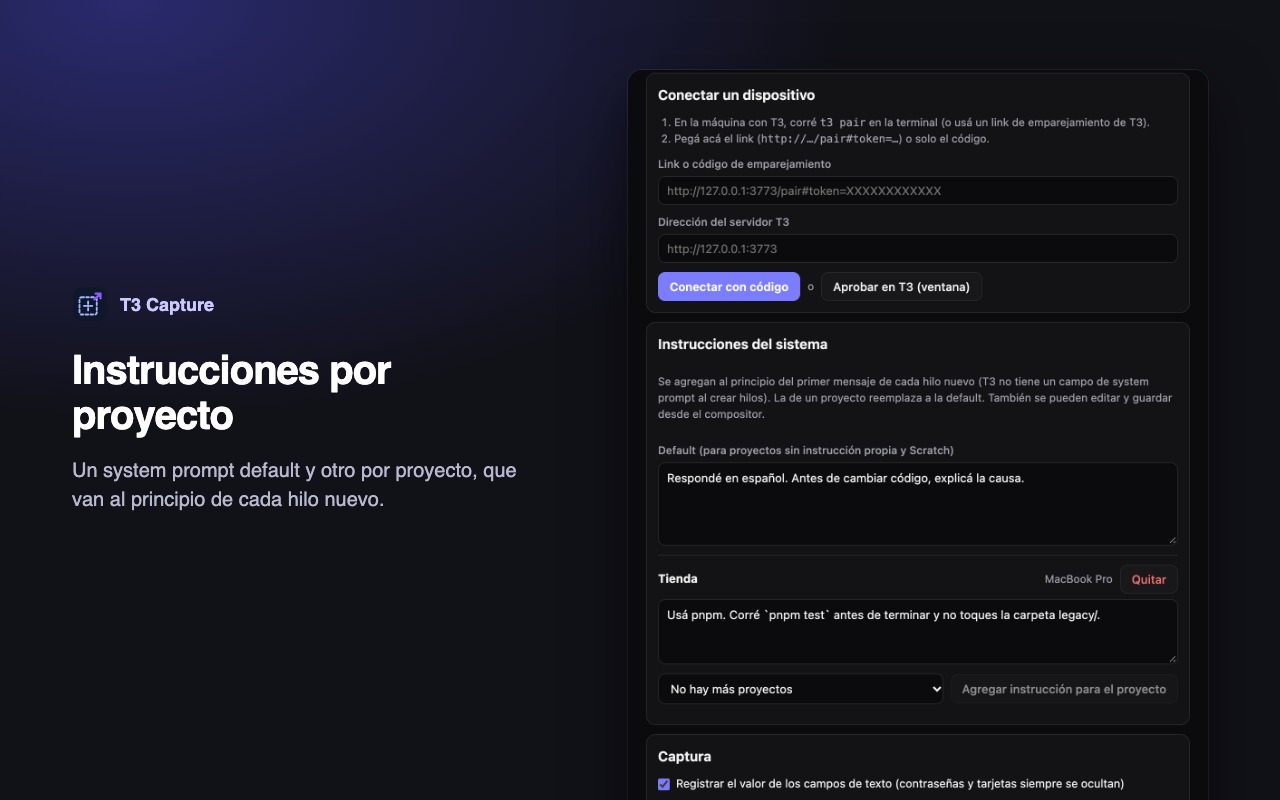 T3 Capture
Instrucciones por
proyecto
Un system prompt default y otro por proyecto, que
van al principio de cada hilo nuevo.
Conectar un dispositivo
1. En la máquina con T3, corré t3 pair en la terminal (o usá un link de emparejamiento de T3).
2. Pegá acá el link (http://…/pair#token=…) o solo el código.
Link o código de emparejamiento
http://127.0.0.1:3773/pair#token=XXXXXXXXXXXX
Dirección del servidor T3
http://127.0.0.1:3773
Conectar con código o Aprobar en T3 (ventana)
Instrucciones del sistema
Se agregan al principio del primer mensaje de cada hilo nuevo (T3 no tiene un campo de system
prompt al crear hilos). La de un proyecto reemplaza a la default. También se pueden editar y guardar
desde el compositor.
Default (para proyectos sin instrucción propia y Scratch)
Respondé en español. Antes de cambiar código, explicá la causa.
Tienda MacBook Pro Quitar
Usá pnpm. Corré `pnpm test` antes de terminar y no toques la carpeta legacy/.
No hay más proyectos Agregar instrucción para el proyecto
Captura
Registrar el valor de los campos de texto (contraseñas y tarjetas siempre se ocultan)